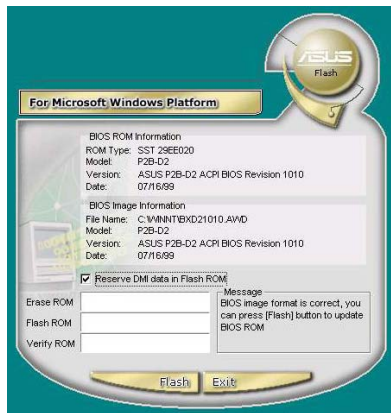 ASUS
Flash
For Microsoft Windows Platform
BIOS ROM Information
ROM Type: SST 29EE020
Model: P2B-D2
Version: ASUS P2B-D2 ACPI BIOS Revision 1010
Date: 07/16/99
BIOS Image Information
File Name: C:\WINNT\BXD21010.AWD
Model: P2B-D2
Version: ASUS P2B-D2 ACPI BIOS Revision 1010
Date: 07/16/99
Reserve DMI data in Flash ROM
Erase ROM
Flash ROM
Verify ROM
Message
BIOS image format is correct, you
can press [Flash] button to update
BIOS ROM
Flash
Exit